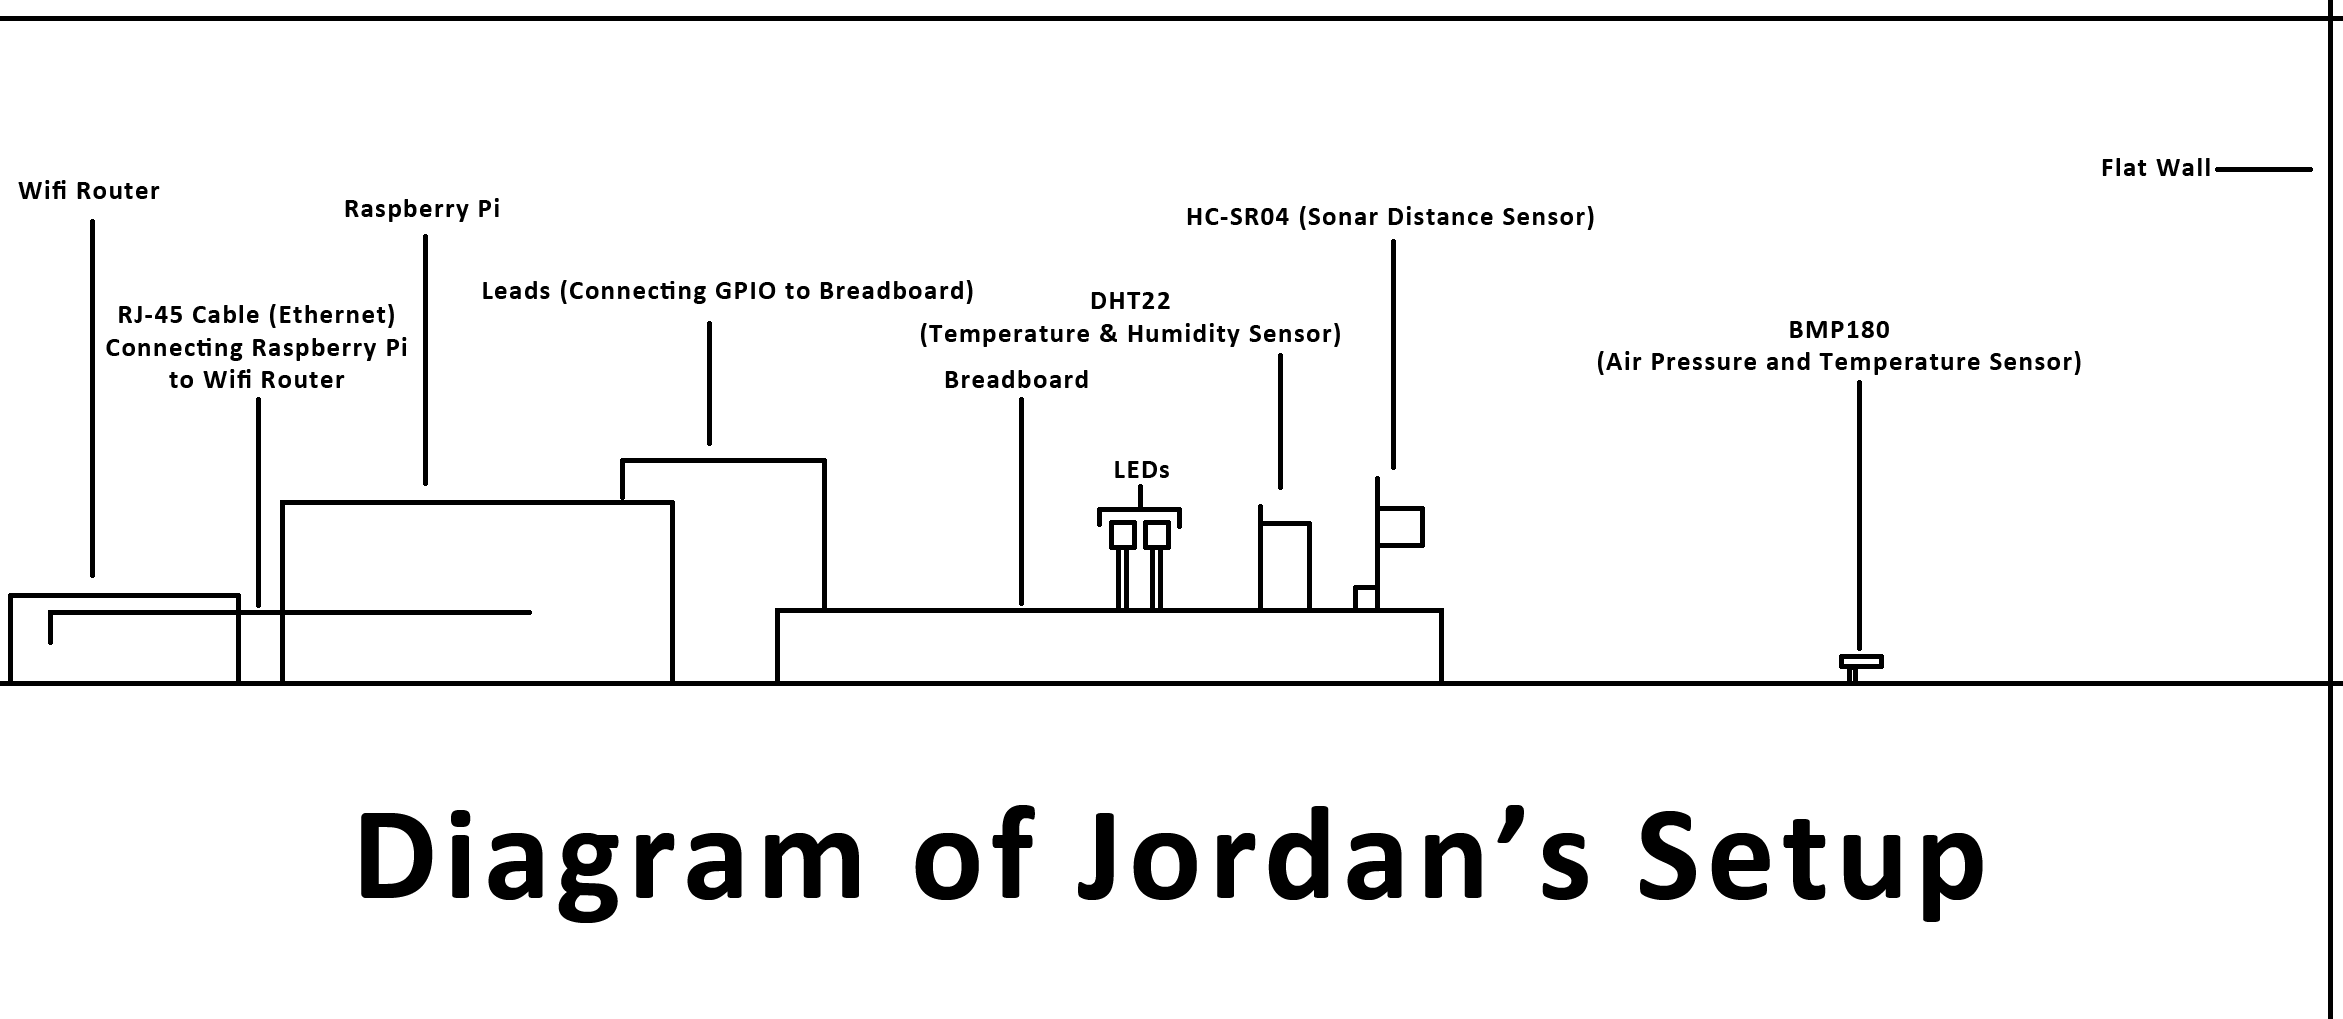 Wifi Router
Raspberry Pi
RJ-45 Cable (Ethernet)
Connecting Raspberry Pi
to Wifi Router
Leads (Connecting GPIO to Breadboard)
Breadboard
LEDs
DHT22
(Temperature & Humidity Sensor)
HC-SR04 (Sonar Distance Sensor)
BMP180
(Air Pressure and Temperature Sensor)
Flat Wall
Diagram of Jordan’s Setup